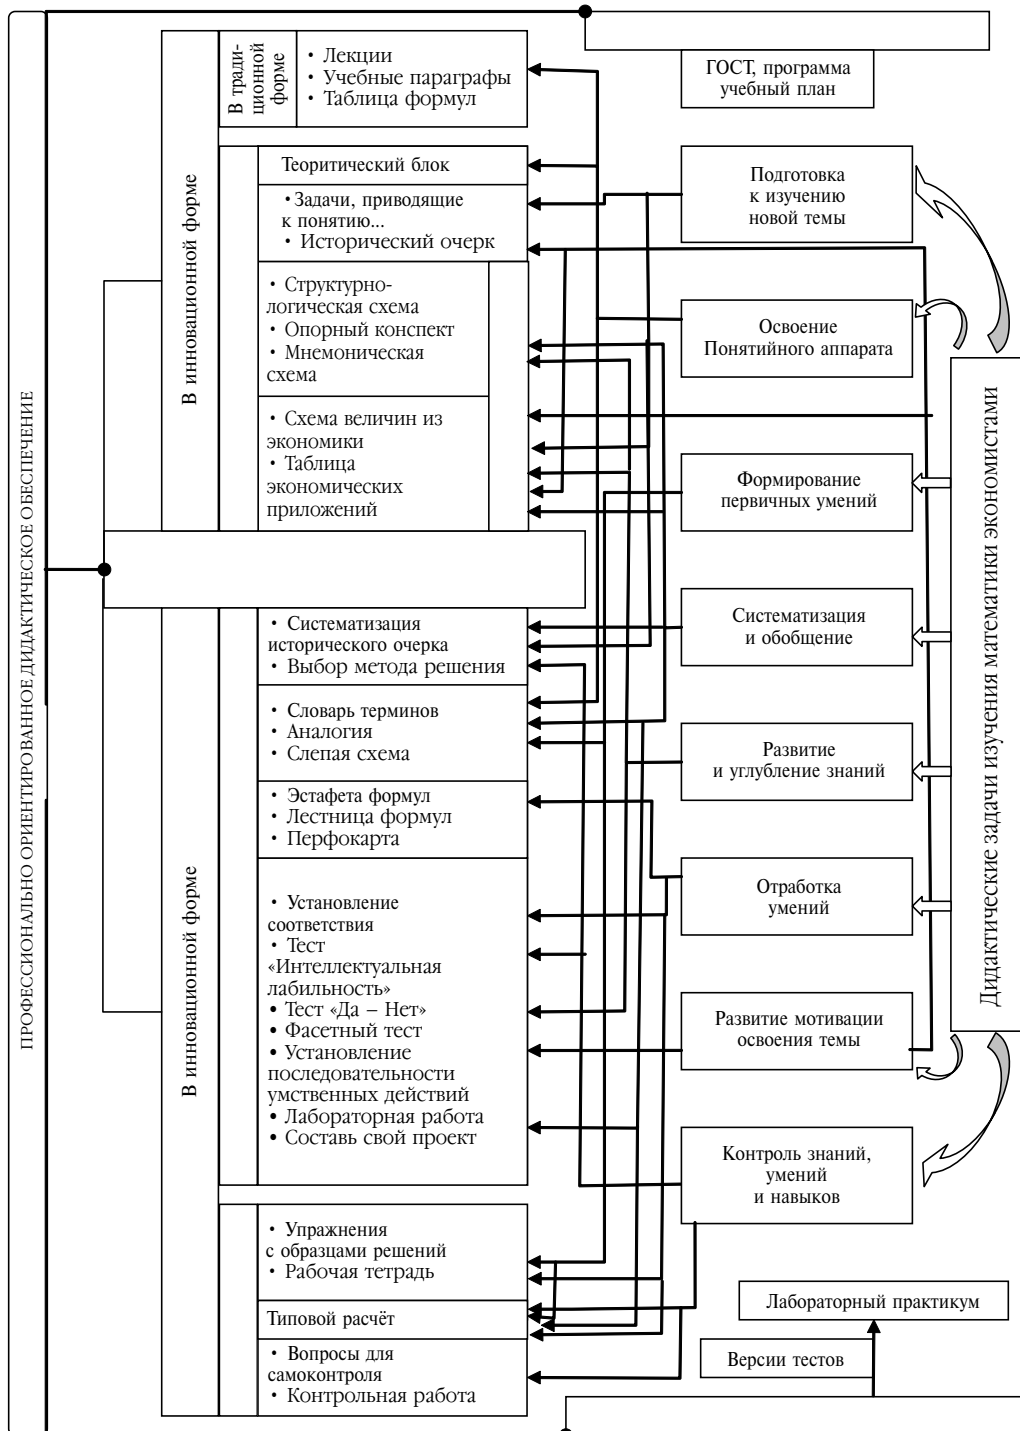 ПРОФЕССИОНАЛЬНО ОРИЕНТИРОВАННОЕ ДИДАКТИЧЕСКОЕ ОБЕСПЕЧЕНИЕ
В инновационной форме
В тради-
ционной
форме
• Лекции
• Учебные параграфы
• Таблица формул
Теоритический блок
• Задачи, приводящие
к понятию...
• Исторический очерк
• Структурно-
логическая схема
• Опорный конспект
• Мнемоническая
схема
• Схема величин из
экономики
• Таблица
экономических
приложений
В инновационной форме
• Систематизация
исторического очерка
• Выбор метода решения
• Словарь терминов
• Аналогия
• Слепая схема
• Эстафета формул
• Лестница формул
• Перфокарта
• Установление
соответствия
• Тест
«Интеллектуальная
лабильность»
• Тест «Да – Нет»
• Фасетный тест
• Установление
последовательности
умственных действий
• Лабораторная работа
• Составь свой проект
• Упражнения
с образцами решений
• Рабочая тетрадь
Типовой расчёт
• Вопросы для
самоконтроля
• Контрольная работа
ГОСТ, программа
учебный план
Подготовка
к изучению
новой темы
Освоение
Понятийного аппарата
Формирование
первичных умений
Систематизация
и обобщение
Развитие
и углубление знаний
Отработка
умений
Развитие мотивации
освоения темы
Контроль знаний,
умений
и навыков
Лабораторный практикум
Версии тестов
Дидактические задачи изучения математики экономистами